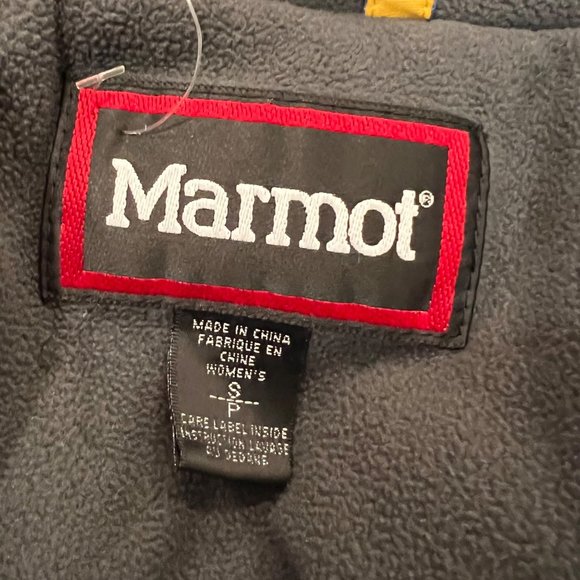 Marmot®
MADE IN CHINA
FABRIQUE EN
CHINE
WOMEN'S
S
P
CARE LABEL INSIDE
INSTRUCTION LAVAGE
AU DEDANS